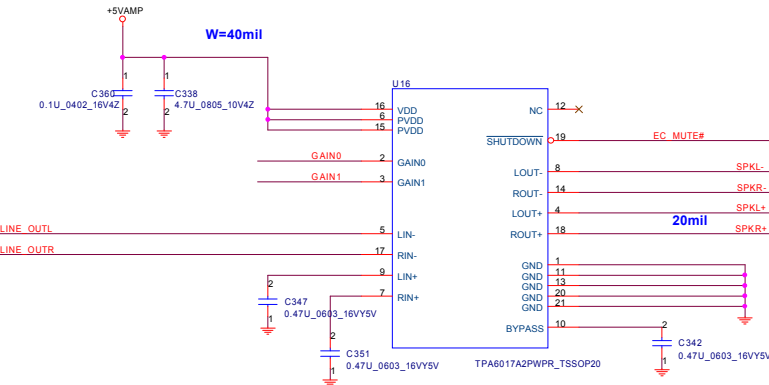 +5VAMP
W=40mil
1
1
C360
0.1U_0402_16V4Z
2
C338
4.7U_0805_10V4Z
2
U16
16
VDD
6
PVDD
15
PVDD
NC
12
SHUTDOWN
19
EC_MUTE#
GAIN0
2
GAIN0
GAIN1
3
GAIN1
LOUT-
8
SPKL-
ROUT-
14
SPKR-
LOUT+
4
SPKL+
20mil
ROUT+
18
SPKR+
LINE_OUTL
5
LIN-
LINE_OUTR
17
RIN-
9
LIN+
7
RIN+
GND
1
GND
11
GND
13
GND
20
GND
21
BYPASS
10
2
C347
0.47U_0603_16VY5V
1
2
C351
0.47U_0603_16VY5V
1
2
C342
0.47U_0603_16VY5V
1
TPA6017A2PWPR_TSSOP20